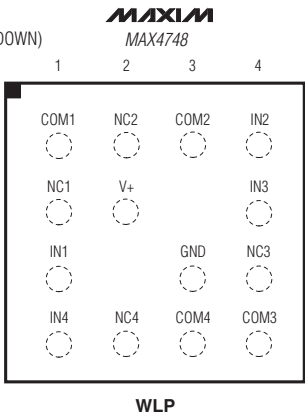 MAXIM
DOWN) MAX4748
1 2 3 4
COM1 NC2 COM2 IN2
NC1 V+ IN3
IN1 GND NC3
IN4 NC4 COM4 COM3
WLP